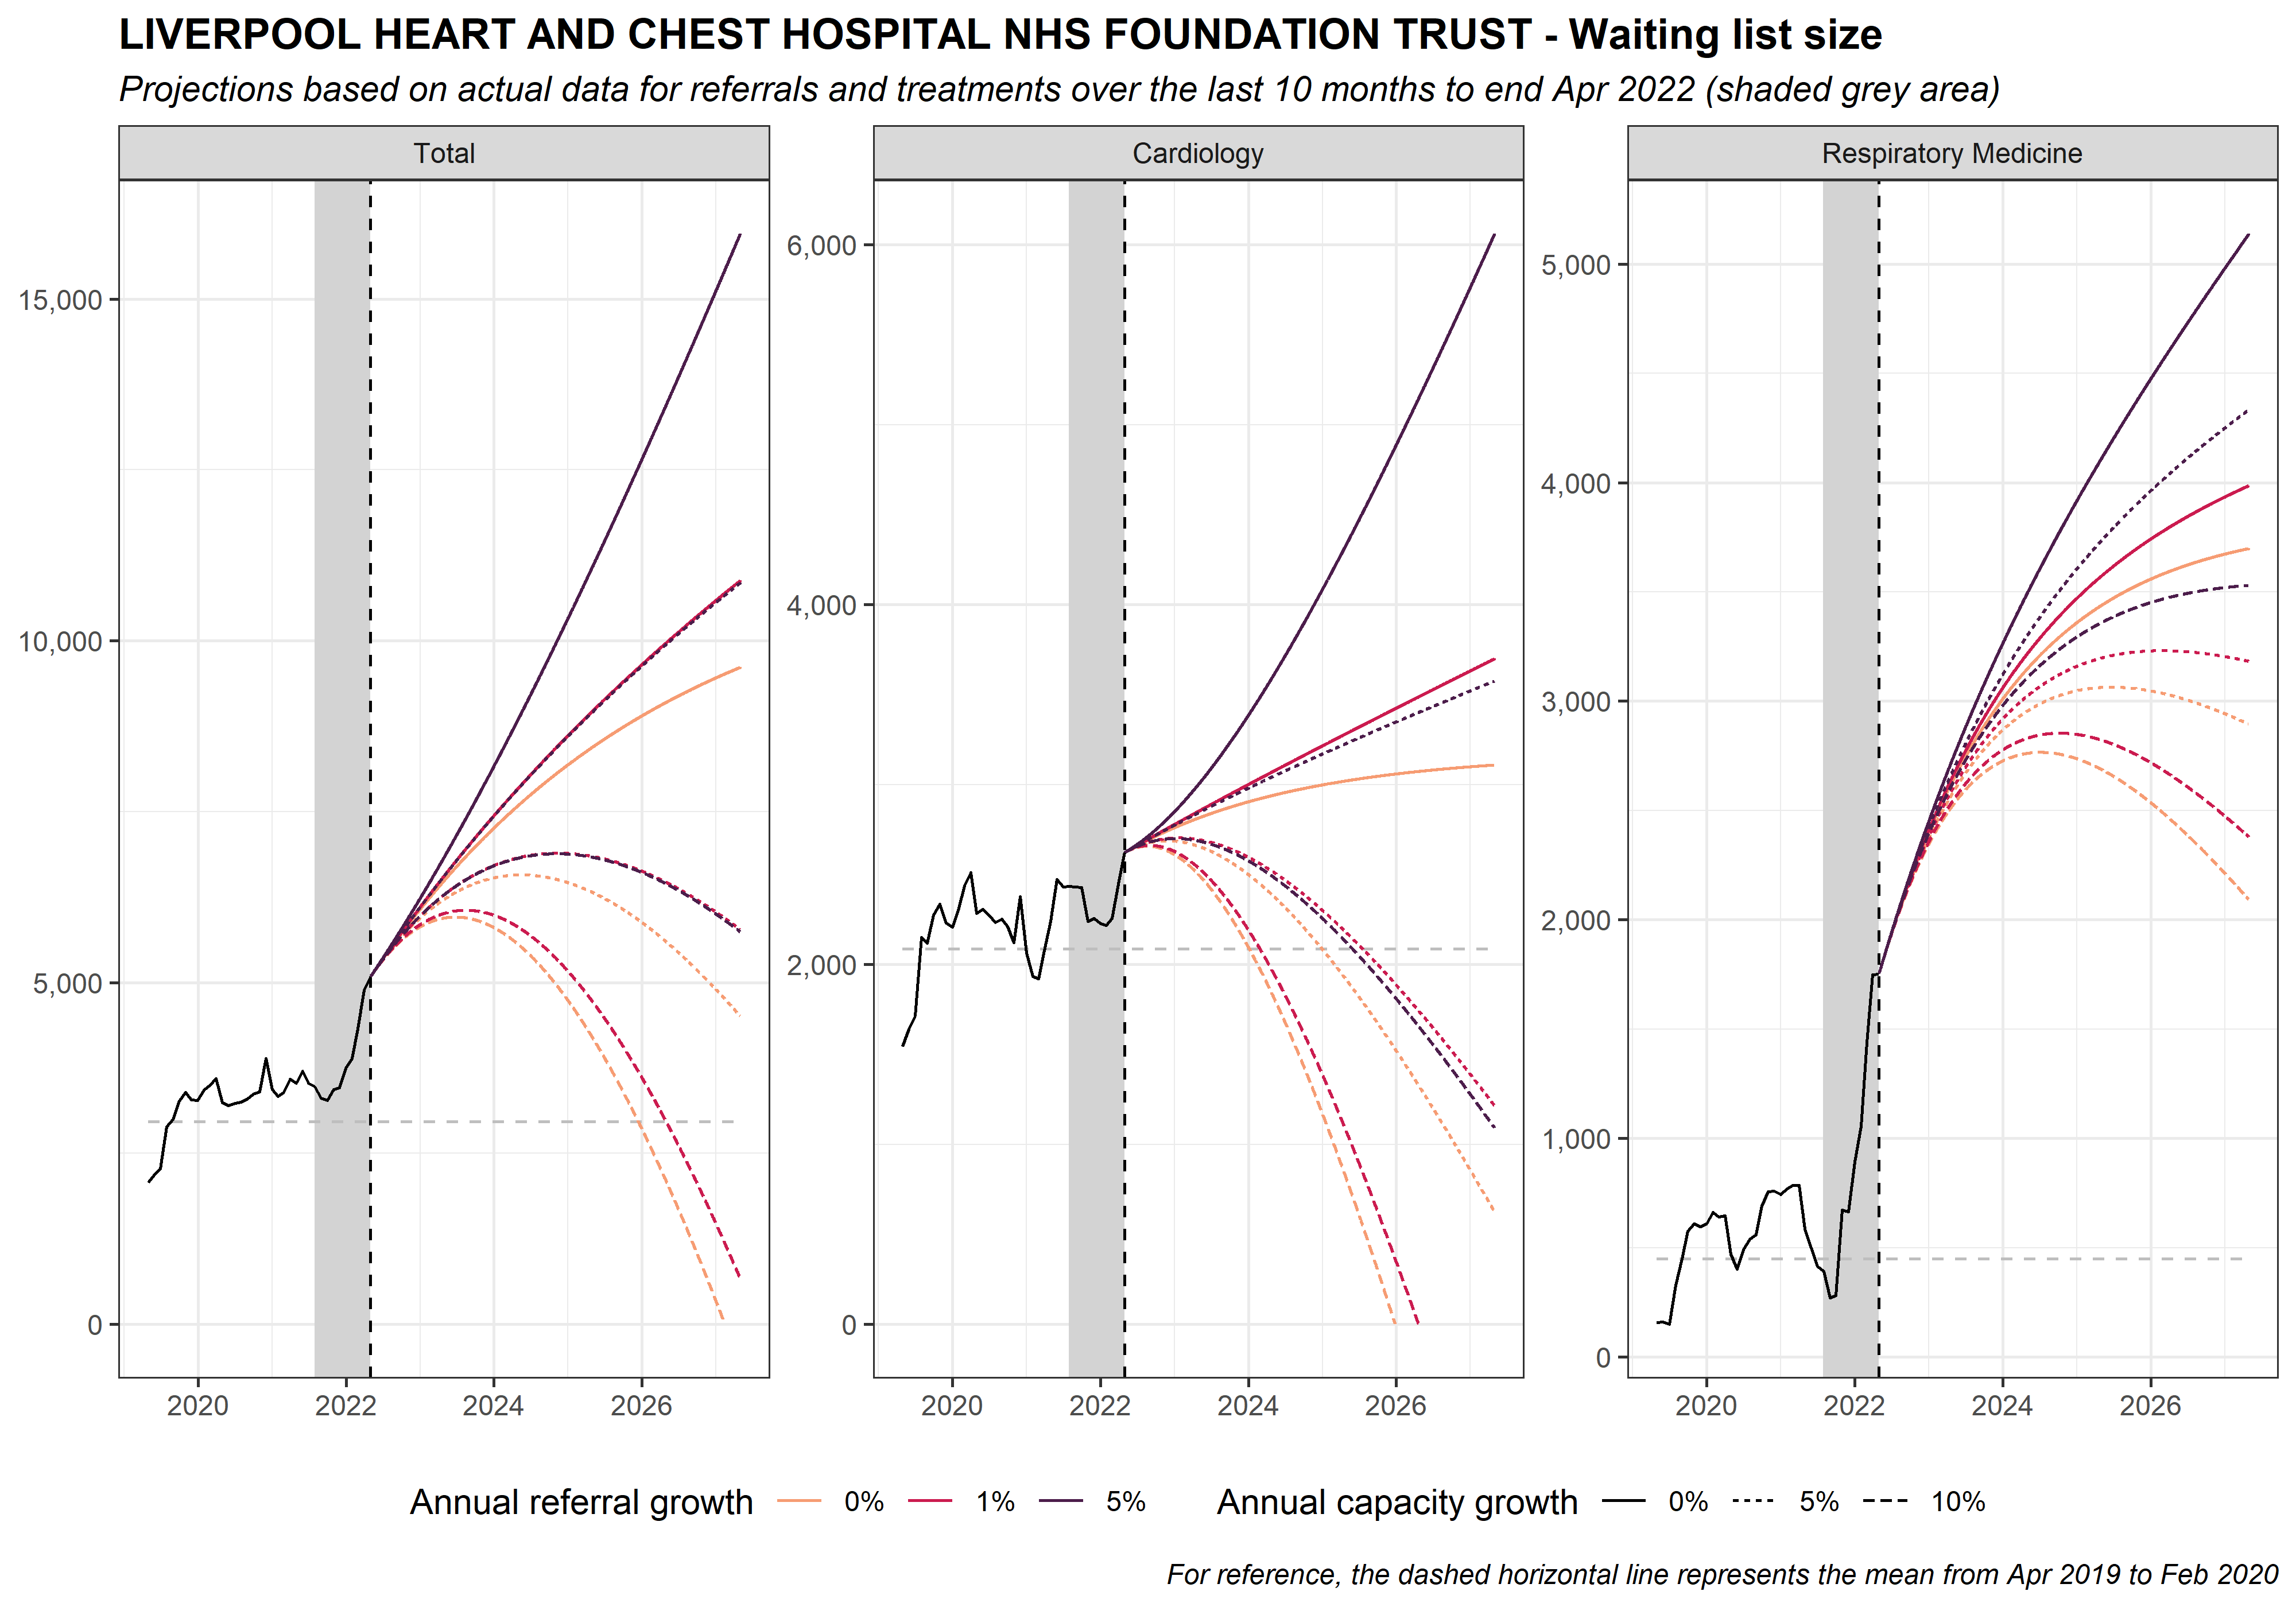 LIVERPOOL HEART AND CHEST HOSPITAL NHS FOUNDATION TRUST - Waiting list size
Projections based on actual data for referrals and treatments over the last 10 months to end Apr 2022 (shaded grey area)
Total
15,000
10,000
5,000
0
2020 2022 2024 2026
Cardiology
6,000
4,000
2,000
0
2020 2022 2024 2026
Respiratory Medicine
5,000
4,000
3,000
2,000
1,000
0
2020 2022 2024 2026
Annual referral growth 0% 1% 5% Annual capacity growth 0% 5% 10%
For reference, the dashed horizontal line represents the mean from Apr 2019 to Feb 2020